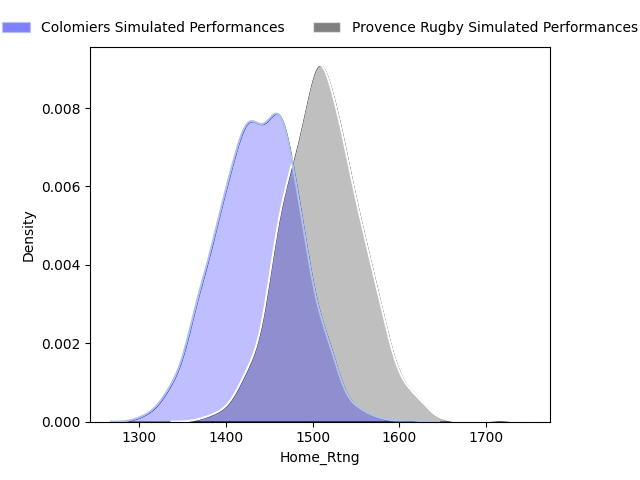 Colomiers Simulated Performances
Provence Rugby Simulated Performances
Density
0.008
0.006
0.004
0.002
0.000
1300
1400
1500
1600
1700
Home_Rtng